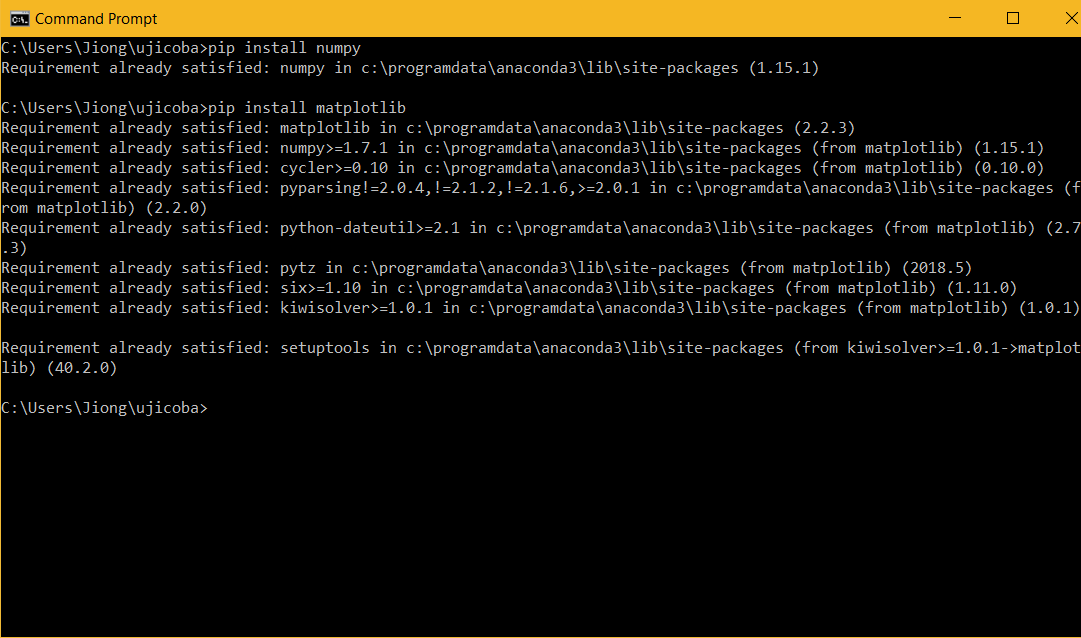 Command Prompt
C:\Users\Jiong\ujicoba>pip install numpy
Requirement already satisfied: numpy in c:\programdata\anaconda3\lib\site-packages (1.15.1)
C:\Users\Jiong\ujicoba>pip install matplotlib
Requirement already satisfied: matplotlib in c:\programdata\anaconda3\lib\site-packages (2.2.3)
Requirement already satisfied: numpy>=1.7.1 in c:\programdata\anaconda3\lib\site-packages (from matplotlib) (1.15.1)
Requirement already satisfied: cycler>=0.10 in c:\programdata\anaconda3\lib\site-packages (from matplotlib) (0.10.0)
Requirement already satisfied: pyparsing!=2.0.4,!=2.1.2,!=2.1.6,>=2.0.1 in c:\programdata\anaconda3\lib\site-packages (f
rom matplotlib) (2.2.0)
Requirement already satisfied: python-dateutil>=2.1 in c:\programdata\anaconda3\lib\site-packages (from matplotlib) (2.7
.3)
Requirement already satisfied: pytz in c:\programdata\anaconda3\lib\site-packages (from matplotlib) (2018.5)
Requirement already satisfied: six>=1.10 in c:\programdata\anaconda3\lib\site-packages (from matplotlib) (1.11.0)
Requirement already satisfied: kiwisolver>=1.0.1 in c:\programdata\anaconda3\lib\site-packages (from matplotlib) (1.0.1)
Requirement already satisfied: setuptools in c:\programdata\anaconda3\lib\site-packages (from kiwisolver>=1.0.1->matplot
lib) (40.2.0)
C:\Users\Jiong\ujicoba>